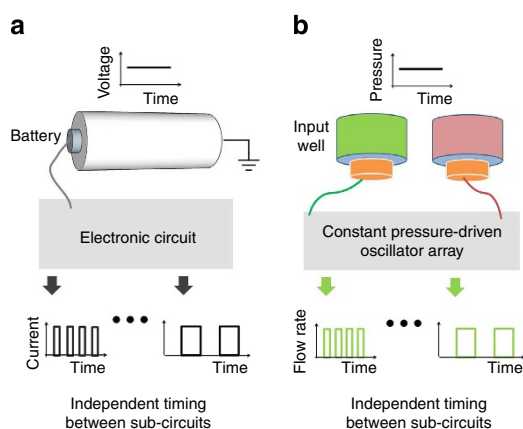 a
Voltage
Time
Battery
Electronic circuit
Current
Time
Time
Independent timing
between sub-circuits
b
Pressure
Time
Input
well
Constant pressure-driven
oscillator array
Flow rate
Time
Time
Independent timing
between sub-circuits